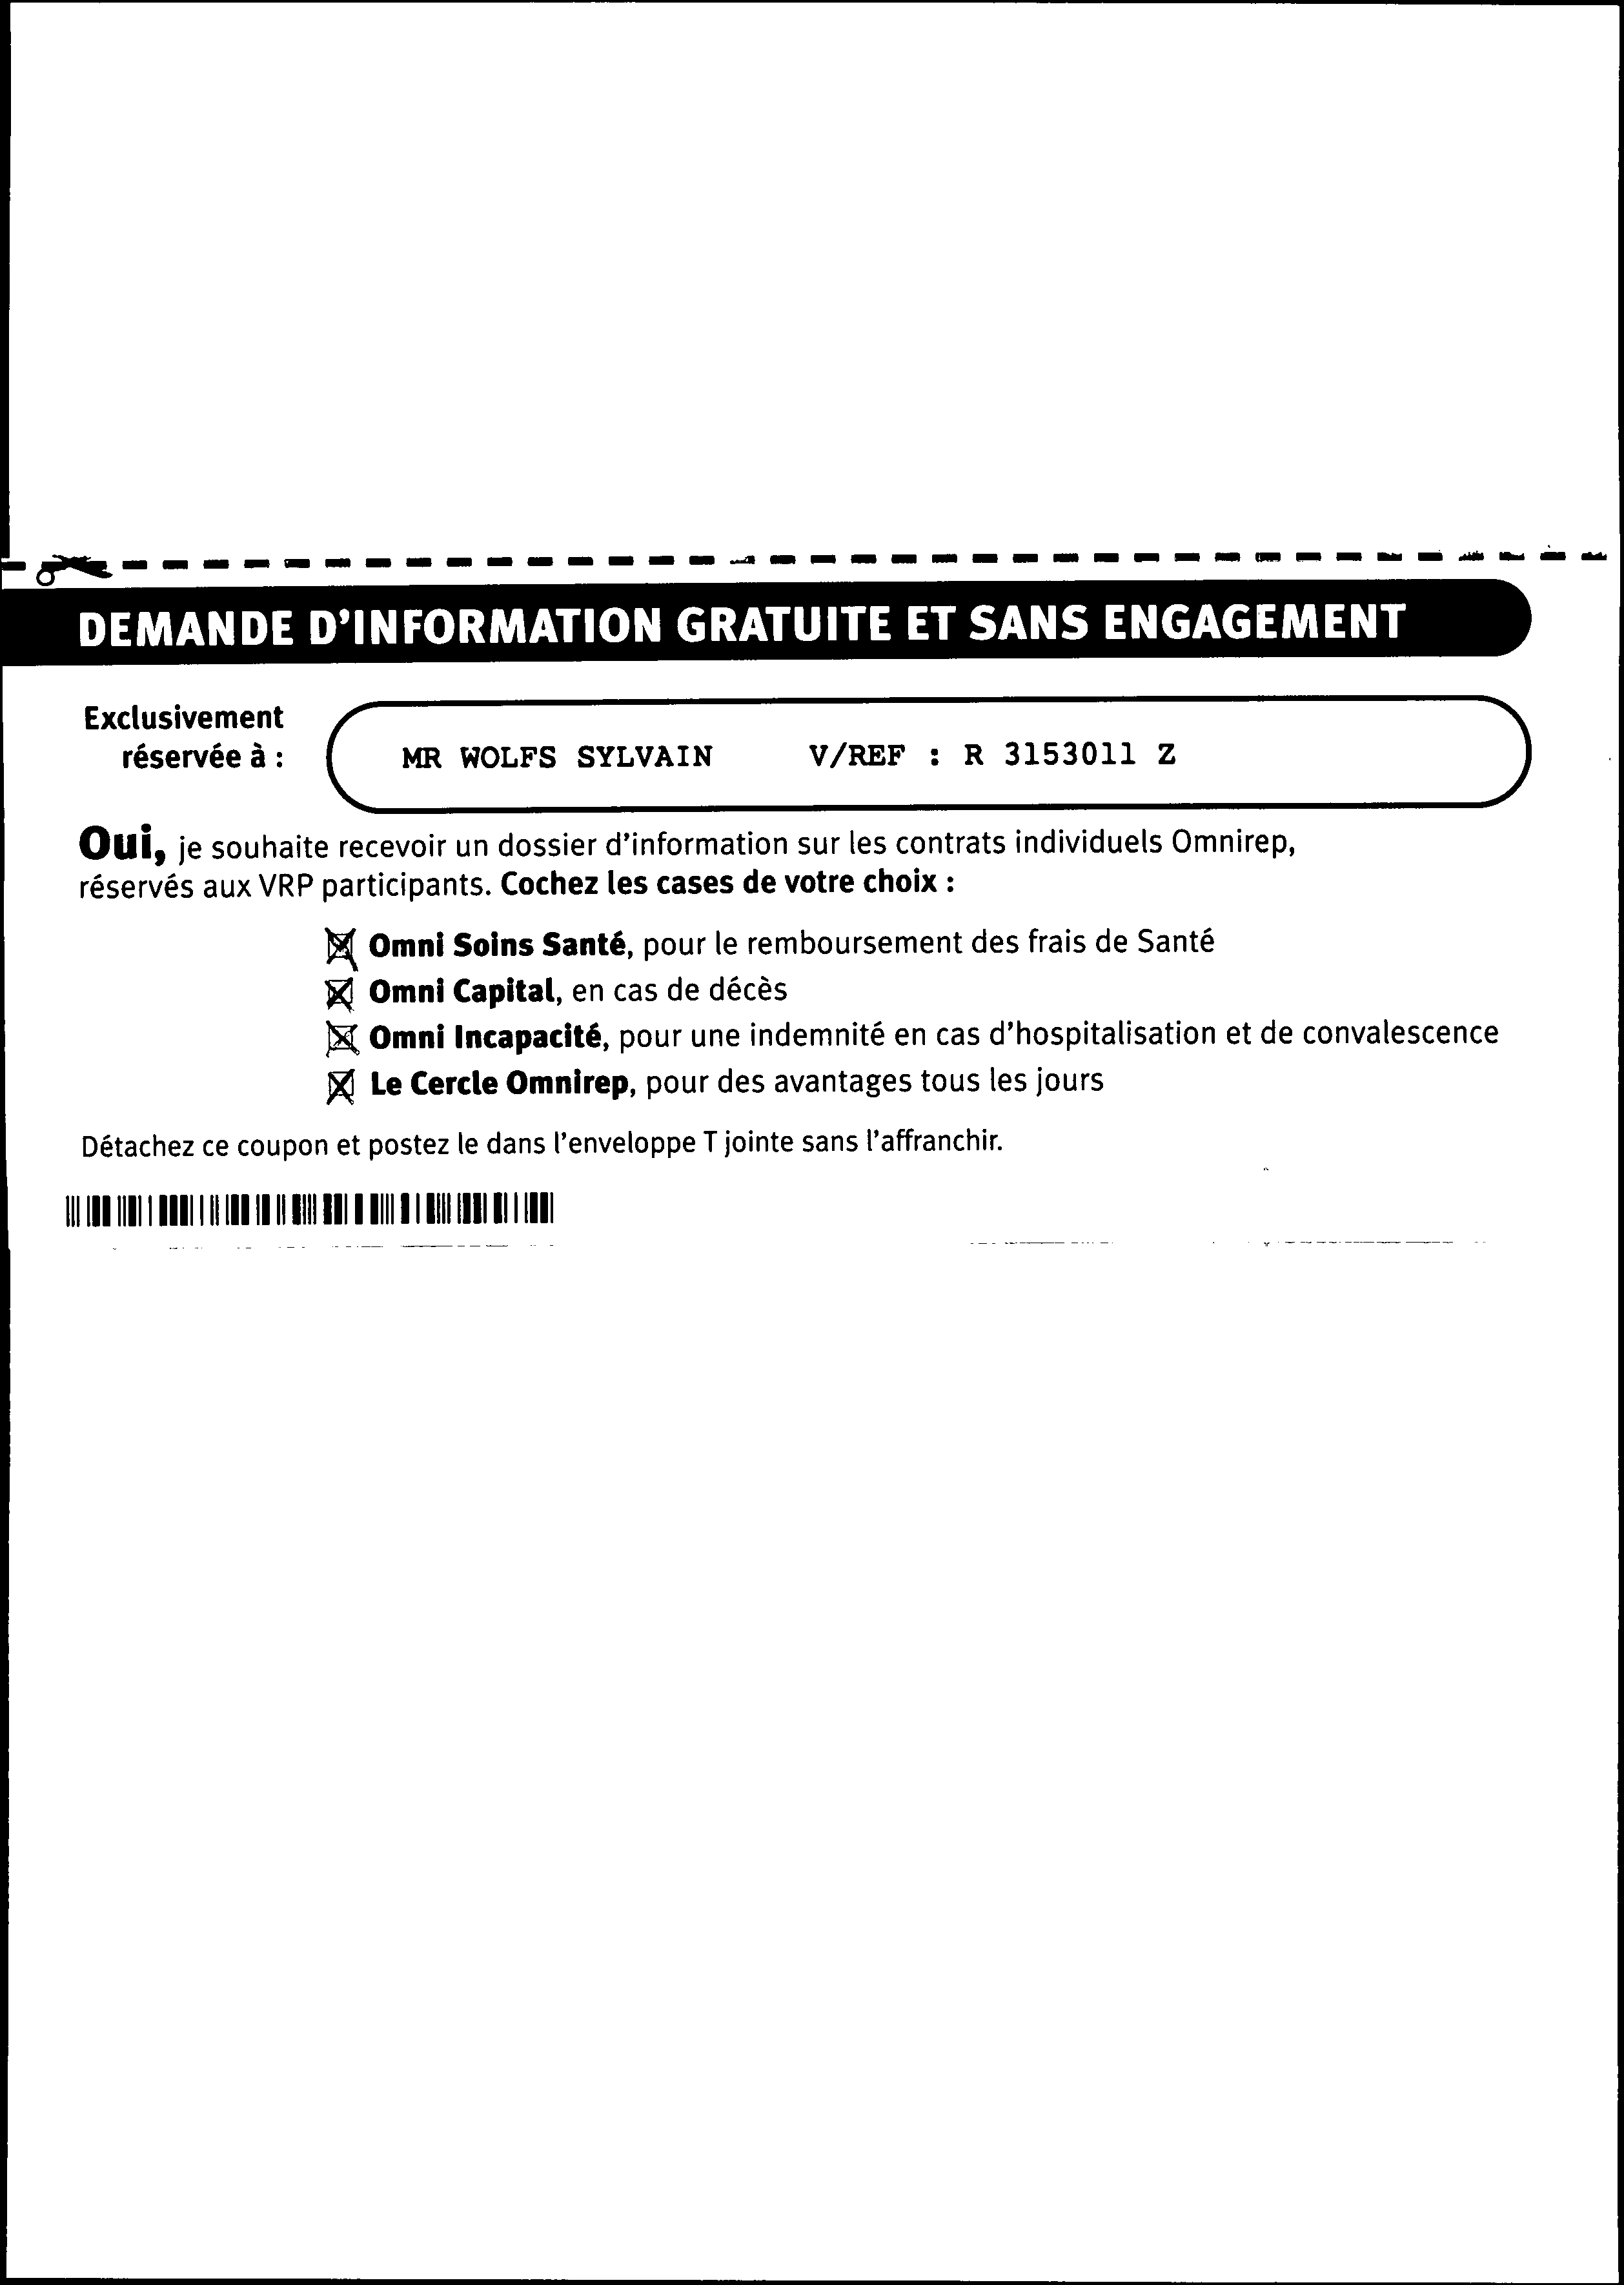 DEMANDE D'INFORMATION GRATUITE ET SANS ENGAGEMENT
Exclusivement
réservée à :
MR WOLFS SYLVAIN V/REF : R 3153011 Z
Oui, je souhaite recevoir un dossier d'information sur les contrats individuels Omnirep,
réservés aux VRP participants. Cochez les cases de votre choix :
Omni Soins Santé, pour le remboursement des frais de Santé
Omni Capital, en cas de décès
Omni Incapacité, pour une indemnité en cas d'hospitalisation et de convalescence
Le Cercle Omnirep, pour des avantages tous les jours
Détachez ce coupon et postez le dans l'enveloppe T jointe sans l'affranchir.